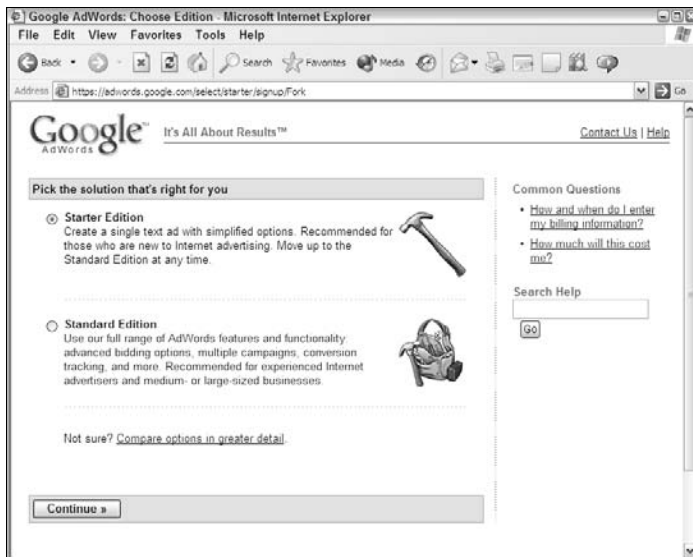 Google AdWords: Choose Edition - Microsoft Internet Explorer
File Edit View Favorites Tools Help
Back Search Favorites Media
Address https://adwords.google.com/select/starter/signup/Fork Go
Google™
AdWords
It's All About Results™
Contact Us | Help
Pick the solution that's right for you
Starter Edition
Create a single text ad with simplified options. Recommended for
those who are new to Internet advertising. Move up to the
Standard Edition at any time.
Standard Edition
Use our full range of AdWords features and functionality:
advanced bidding options, multiple campaigns, conversion
tracking, and more. Recommended for experienced Internet
advertisers and medium- or large-sized businesses.
Not sure? Compare options in greater detail.
Continue »
Common Questions
• How and when do I enter
my billing information?
• How much will this cost
me?
Search Help
Go